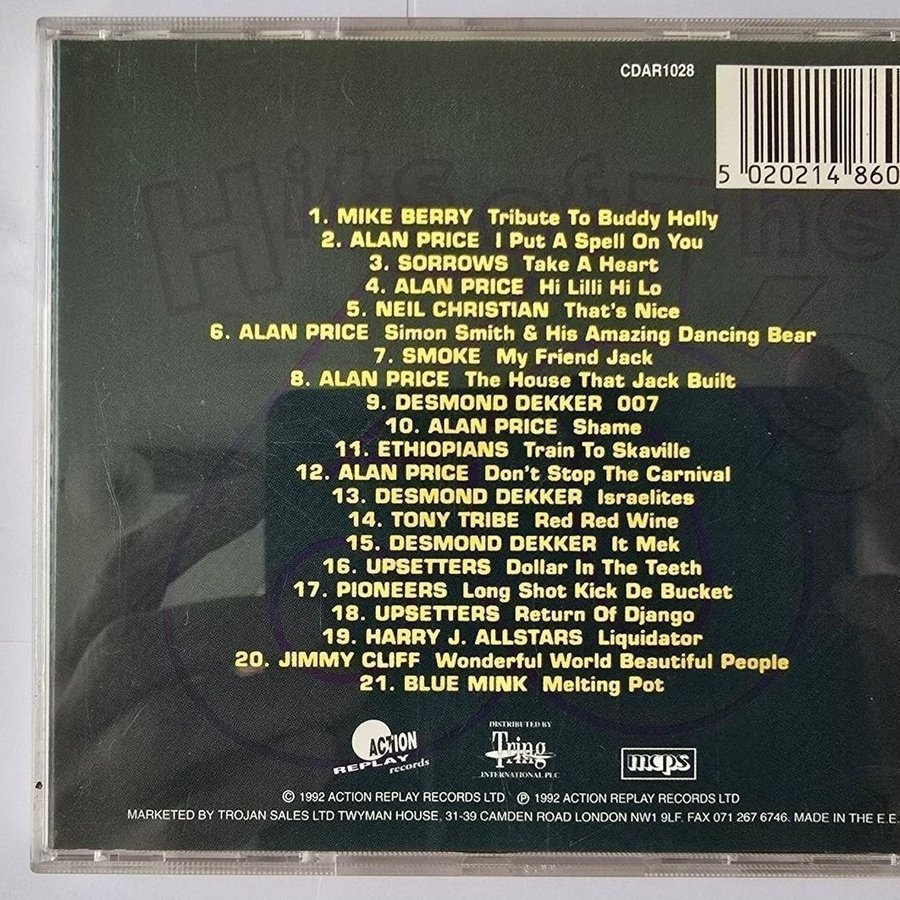 CDAR1028
5 020214 860
Hits of The
60s
1. MIKE BERRY Tribute To Buddy Holly
2. ALAN PRICE I Put A Spell On You
3. SORROWS Take A Heart
4. ALAN PRICE Hi Lilli Hi Lo
5. NEIL CHRISTIAN That's Nice
6. ALAN PRICE Simon Smith & His Amazing Dancing Bear
7. SMOKE My Friend Jack
8. ALAN PRICE The House That Jack Built
9. DESMOND DEKKER 007
10. ALAN PRICE Shame
11. ETHIOPIANS Train To Skaville
12. ALAN PRICE Don't Stop The Carnival
13. DESMOND DEKKER Israelites
14. TONY TRIBE Red Red Wine
15. DESMOND DEKKER It Mek
16. UPSETTERS Dollar In The Teeth
17. PIONEERS Long Shot Kick De Bucket
18. UPSETTERS Return Of Django
19. HARRY J. ALLSTARS Liquidator
20. JIMMY CLIFF Wonderful World Beautiful People
21. BLUE MINK Melting Pot
ACTION
REPLAY records
DISTRIBUTED BY
Tring
INTERNATIONAL PLC
mcps
© 1992 ACTION REPLAY RECORDS LTD ℗ 1992 ACTION REPLAY RECORDS LTD
MARKETED BY TROJAN SALES LTD TWYMAN HOUSE, 31-39 CAMDEN ROAD LONDON NW1 9LF. FAX 071 267 6746. MADE IN THE E.E.